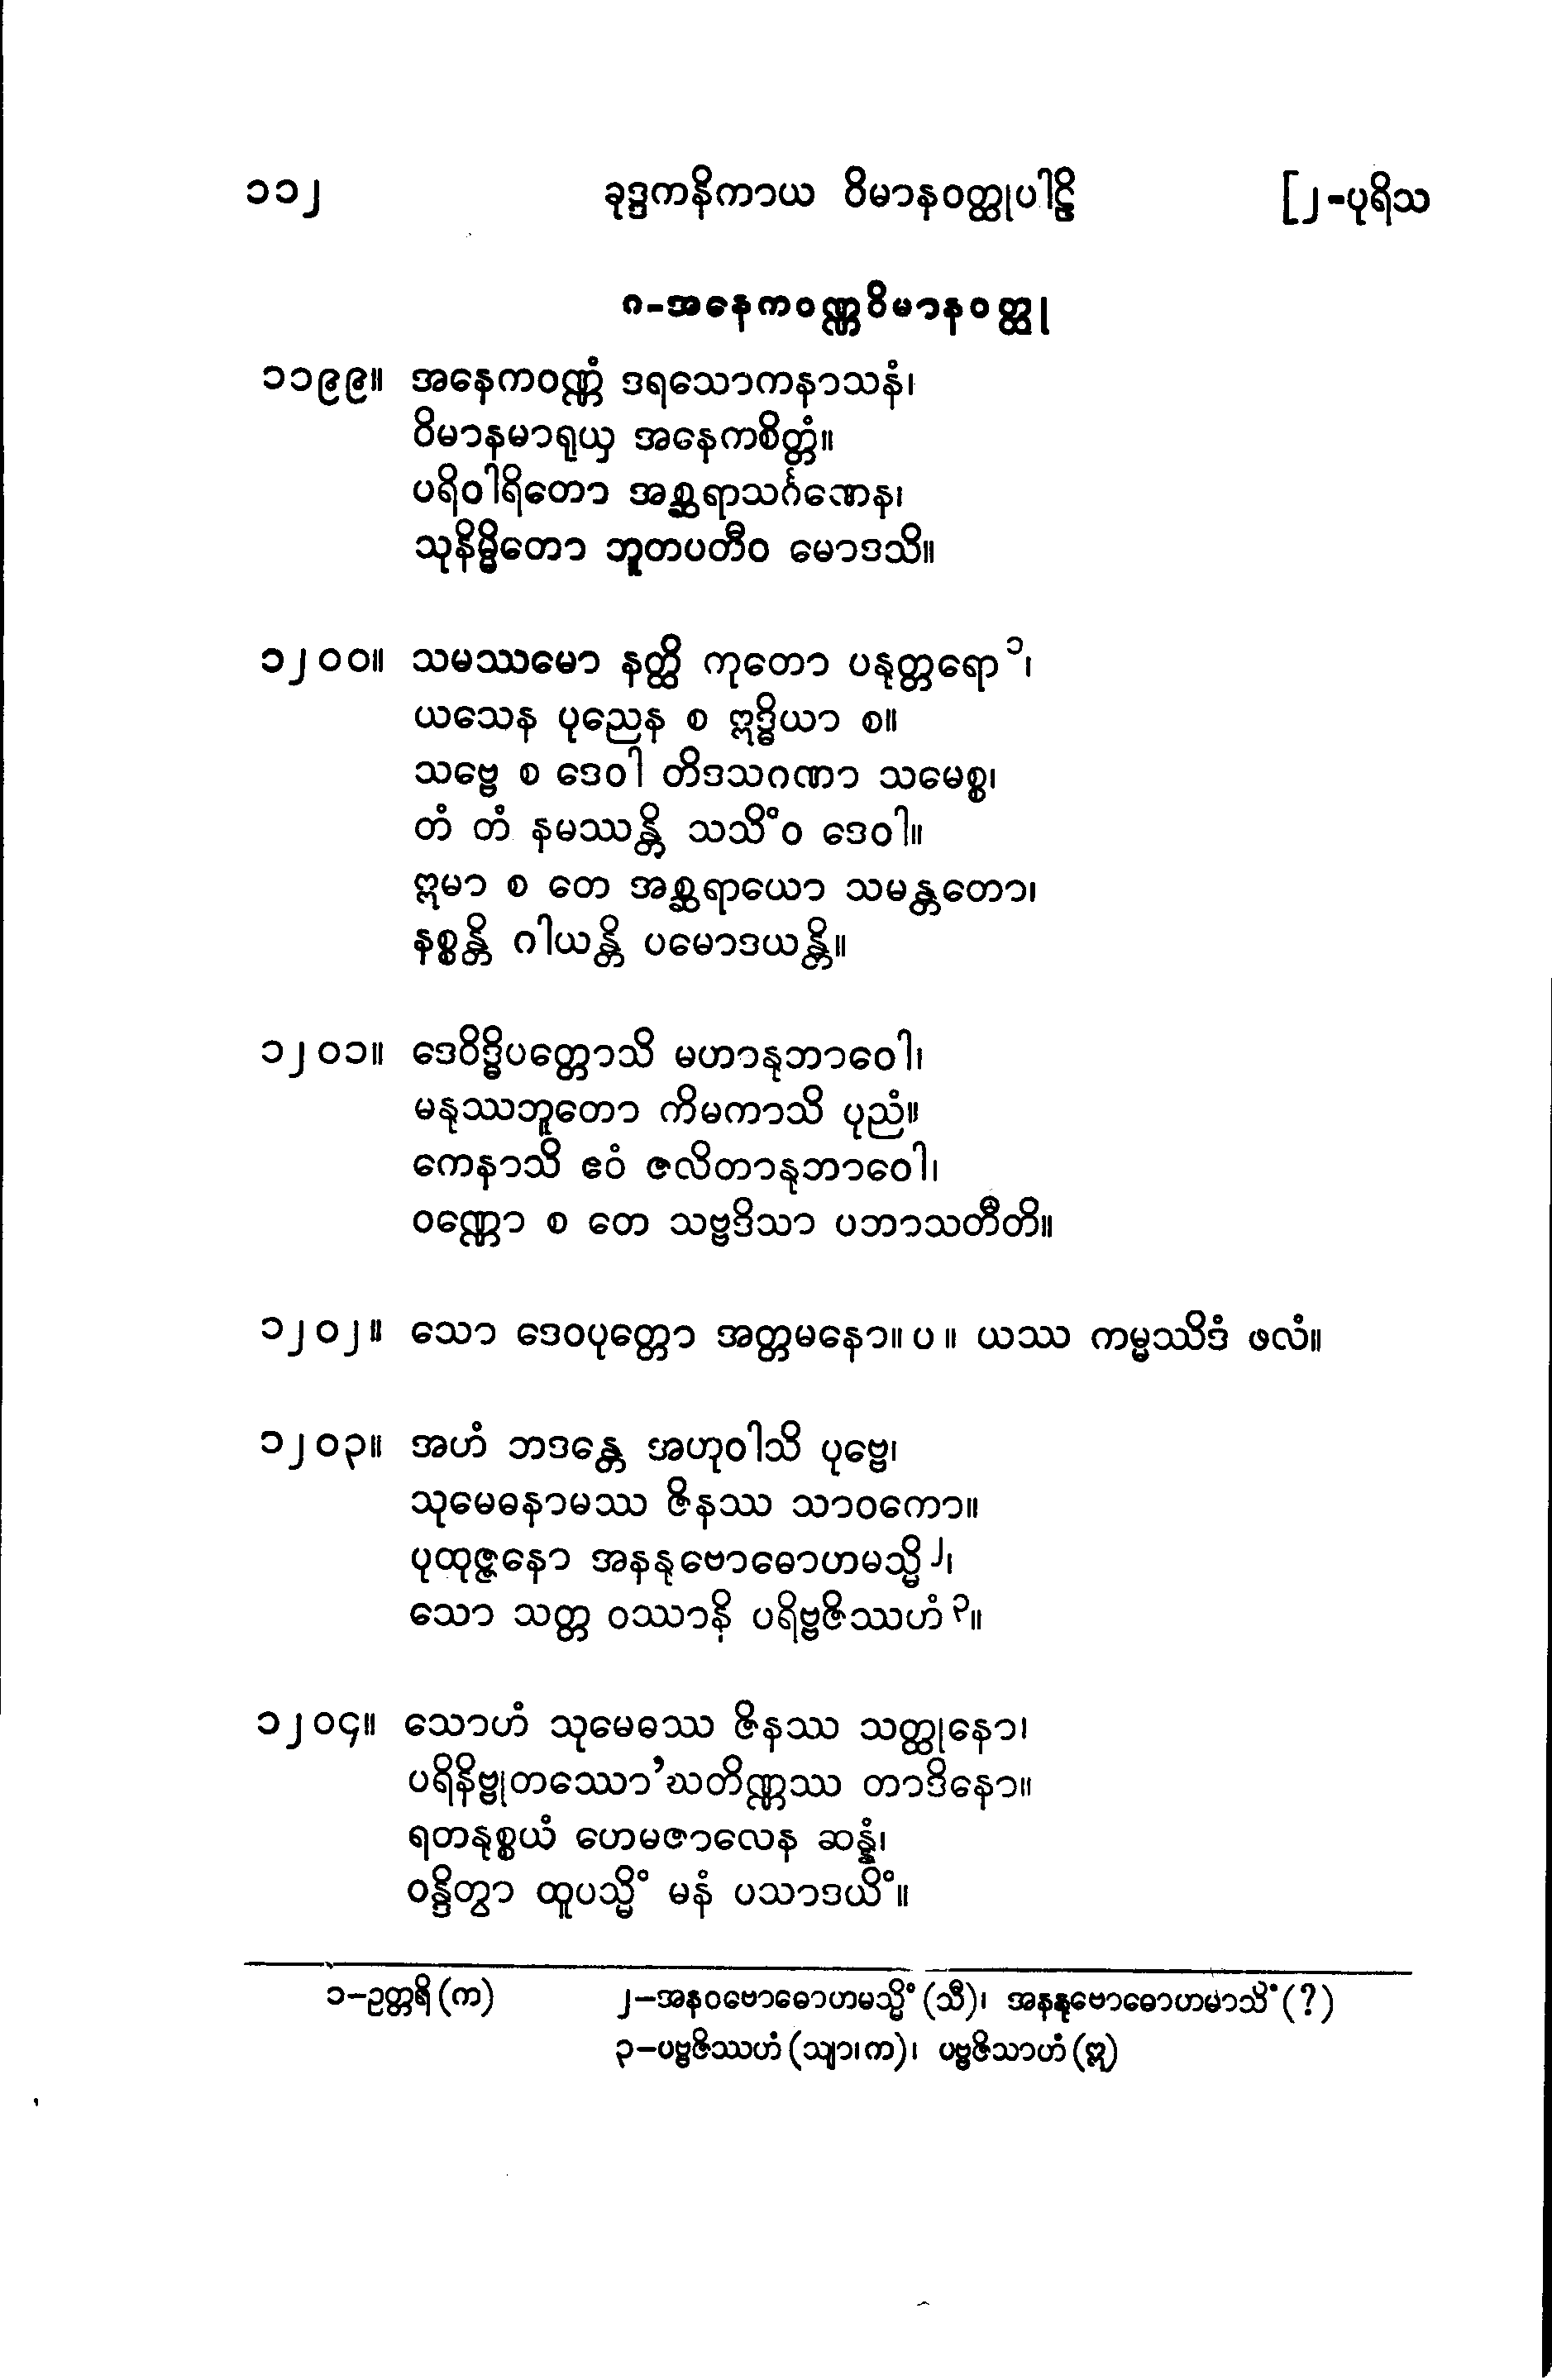 ၁၁၂ ခုဒ္ဒကနိကာယ ဝိမာနဝတ္ထုပါဠိ [၂-ပုရိသ
၈-အနေကဝဏ္ဏဝိမာနဝတ္ထု
၁၁၉၉။ အနေကဝဏ္ဏံ ဒရသောကနာသနံ၊
ဝိမာနမာရုယှ အနေကစိတ္တံ။
ပရိဝါရိတော အစ္ဆရာသင်္ဂဏေန၊
သုနိမ္မိတော ဘူတပတီဝ မောဒသိ။
၁၂၀၀။ သမဿမော နတ္ထိ ကုတော ပနုတ္တရော၁၊
ယသေန ပုညေန စ ဣဒ္ဓိယာ စ။
သဗ္ဗေ စ ဒေဝါ တိဒသဂဏာ သမေစ္စ၊
တံ တံ နမဿန္တိ သသိံဝ ဒေဝါ။
ဣမာ စ တေ အစ္ဆရာယော သမန္တတော၊
နစ္စန္တိ ဂါယန္တိ ပမောဒယန္တိ။
၁၂၀၁။ ဒေဝိဒ္ဓိပတ္တောသိ မဟာနုဘာဝေါ၊
မနုဿဘူတော ကိမကာသိ ပုညံ။
ကေနာသိ ဧဝံ ဇလိတာနုဘာဝေါ၊
ဝဏ္ဏော စ တေ သဗ္ဗဒိသာ ပဘာသတီတိ။
၁၂၀၂။ သော ဒေဝပုတ္တော အတ္တမနော။ ပ ။ ယဿ ကမ္မဿိဒံ ဖလံ။
၁၂၀၃။ အဟံ ဘဒန္တေ အဟုဝါသိ ပုဗ္ဗေ၊
သုမေဓနာမဿ ဇိနဿ သာဝကော။
ပုထုဇ္ဇနော အနနုဗောဓောဟမသ္မိ၂၊
သော သတ္တ ဝဿာနိ ပရိဗ္ဗဇိဿဟံ၃။
၁၂၀၄။ သောဟံ သုမေဓဿ ဇိနဿ သတ္ထုနော၊
ပရိနိဗ္ဗုတဿော’ဃတိဏ္ဏဿ တာဒိနော။
ရတနုစ္စယံ ဟေမဇာလေန ဆန္နံ၊
ဝန္ဒိတွာ ထူပသ္မိံ မနံ ပသာဒယိံ။
၁-ဥတ္တရိ (က) ၂-အနဝဗောဓောဟမသ္မိံ (သီ)၊ အနနုဗောဓောဟမာသိံ (?)
၃-ပဗ္ဗဇိဿဟံ (သျာ၊က)၊ ပဗ္ဗဇိသာဟံ (ဣ)